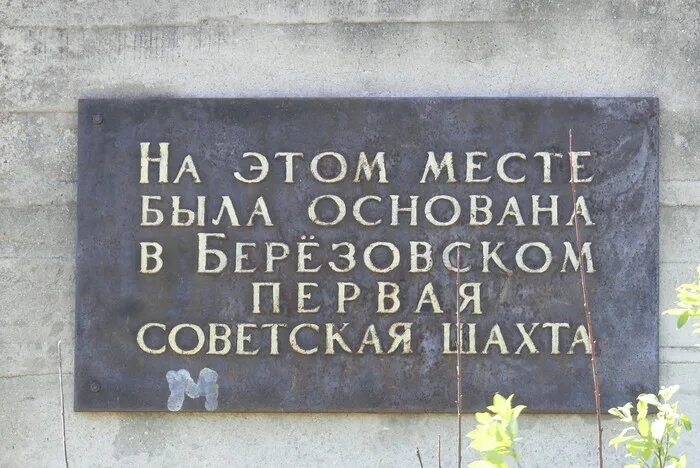 НА ЭТОМ МЕСТЕ
БЫЛА ОСНОВАНА
В БЕРЁЗОВСКОМ
ПЕРВАЯ
СОВЕТСКАЯ ШАХТА
М